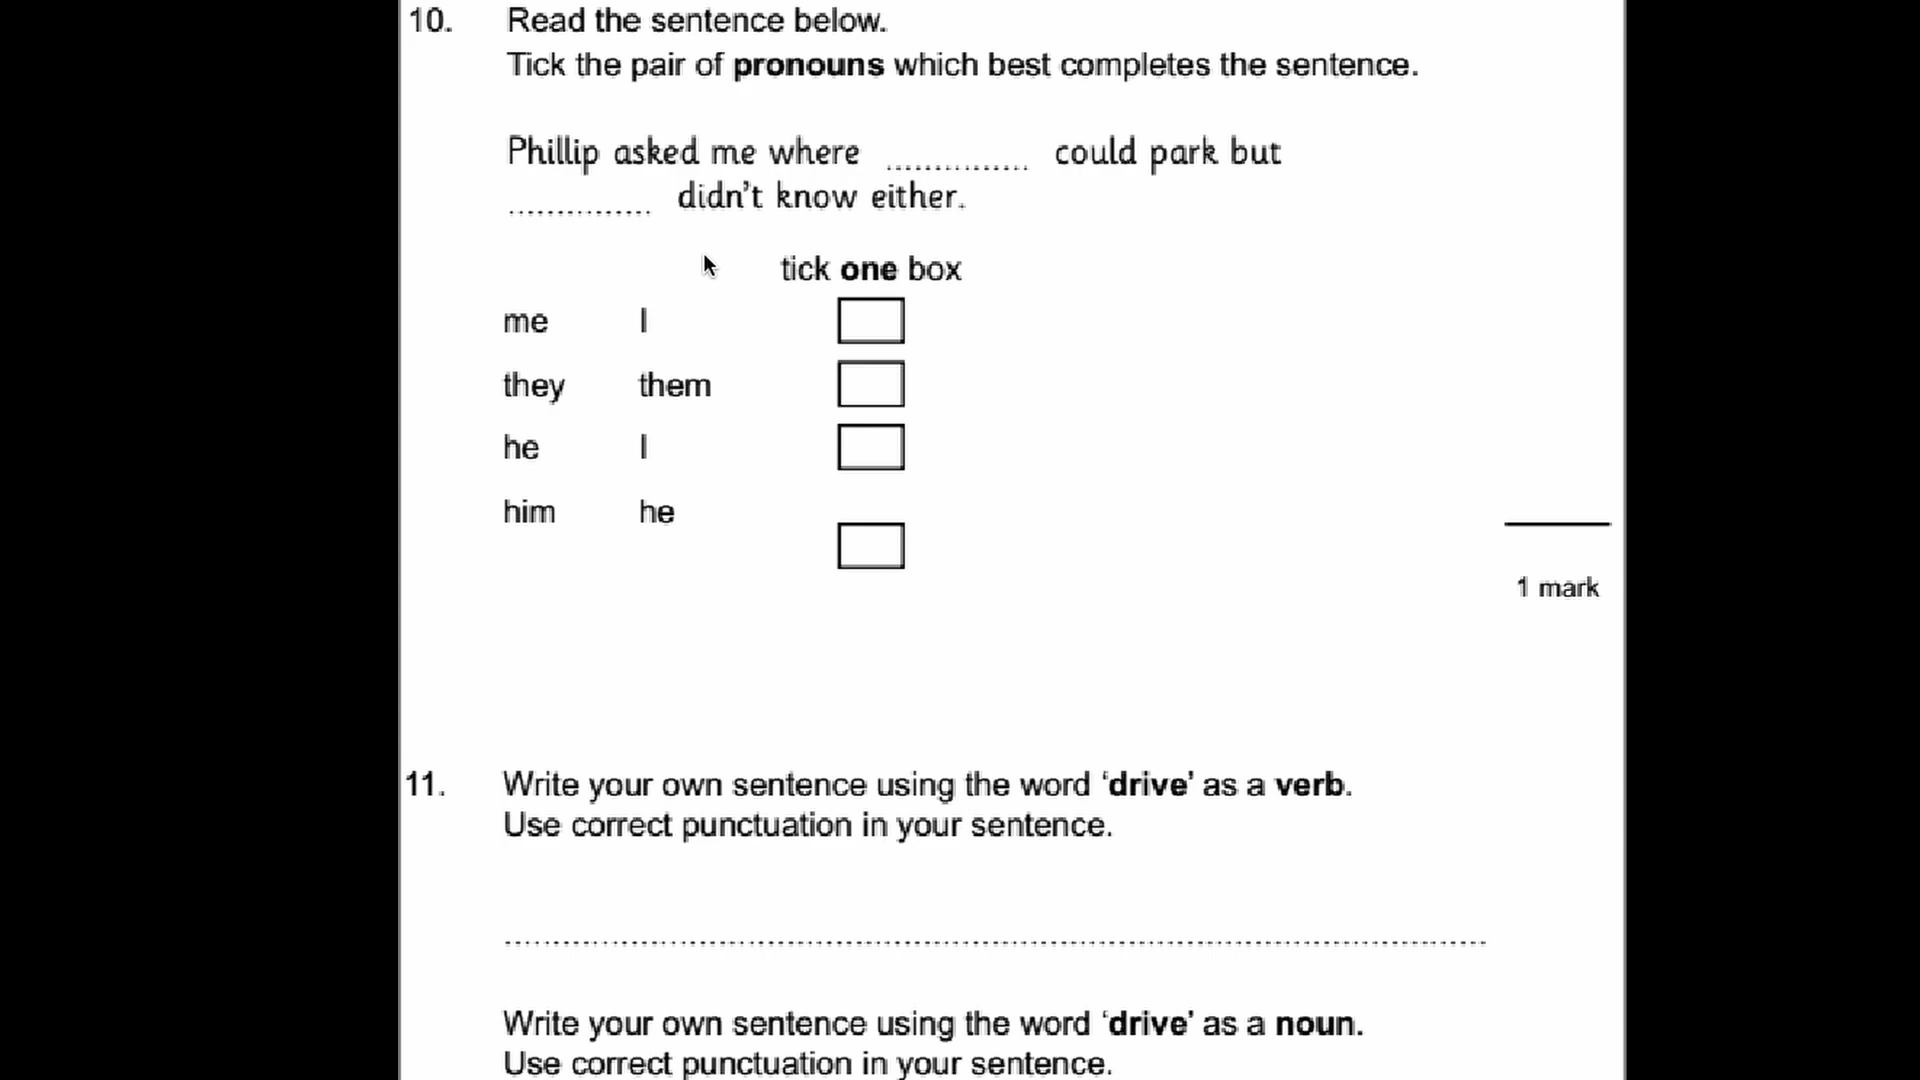 10. Read the sentence below.
Tick the pair of pronouns which best completes the sentence.
Phillip asked me where .............. could park but
.............. didn't know either.
tick one box
me I
they them
he I
him he
1 mark
11. Write your own sentence using the word ‘drive’ as a verb.
Use correct punctuation in your sentence.
Write your own sentence using the word ‘drive’ as a noun.
Use correct punctuation in your sentence.